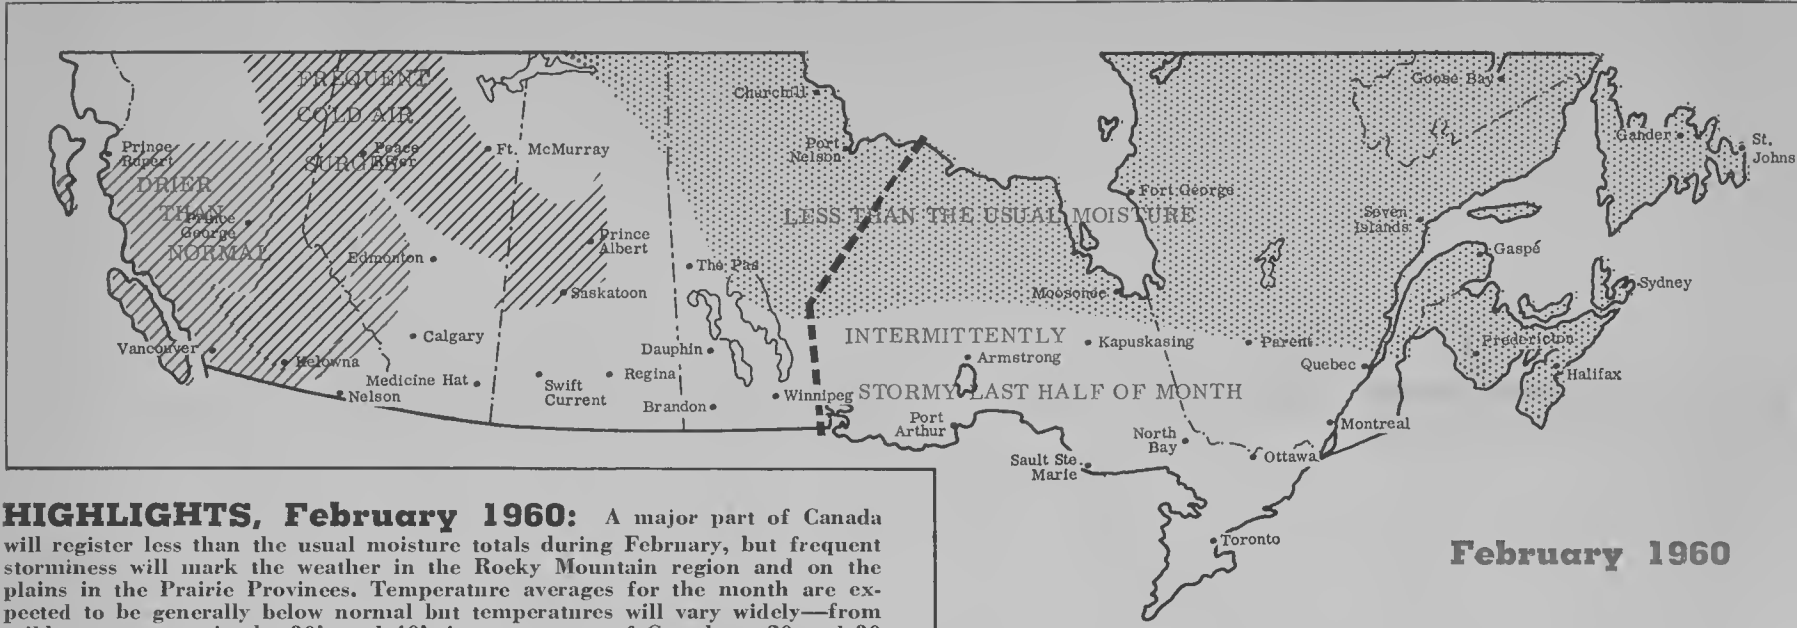 FREQUENT
COLD AIR
SURGES
Peace
River
Prince
Rupert
DRIER
THAN
NORMAL
Prince
George
Ft. McMurray
Edmonton
Prince
Albert
Saskatoon
The Pas
Vancouver
Kelowna
Nelson
Calgary
Medicine Hat
Swift
Current
Regina
Dauphin
Brandon
Winnipeg
Churchill
Port
Nelson
LESS THAN THE USUAL MOISTURE
Fort George
Moosonee
INTERMITTENTLY
STORMY LAST HALF OF MONTH
Armstrong
Kapuskasing
Parent
Port
Arthur
Sault Ste.
Marie
North
Bay
Ottawa
Toronto
Montreal
Quebec
Goose Bay
Seven
Islands
Gaspé
Gander
St.
Johns
Sydney
Fredericton
Halifax
HIGHLIGHTS, February 1960: A major part of Canada
will register less than the usual moisture totals during February, but frequent
storminess will mark the weather in the Rocky Mountain region and on the
plains in the Prairie Provinces. Temperature averages for the month are ex-
pected to be generally below normal but temperatures will vary widely—from
February 1960